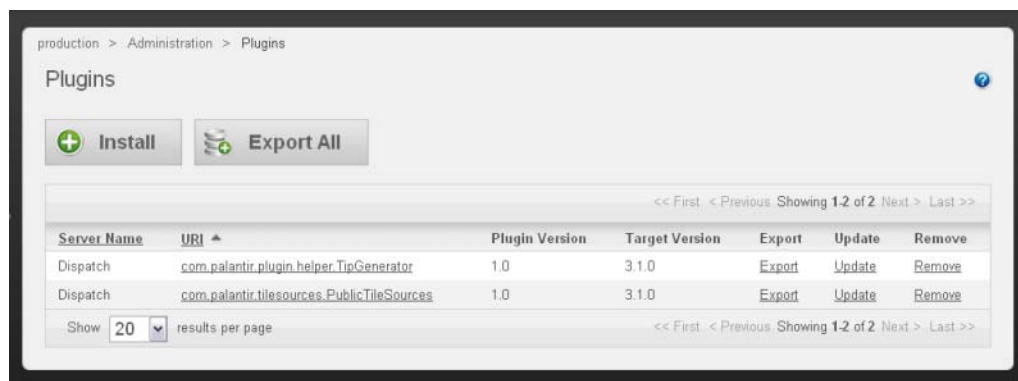 production > Administration > Plugins
Plugins
Install Export All
<< First < Previous Showing 1-2 of 2 Next > Last >>
Server Name URI Plugin Version Target Version Export Update Remove
Dispatch com.palantir.plugin.helper.TipGenerator 1.0 3.1.0 Export Update Remove
Dispatch com.palantir.tilesources.PublicTileSources 1.0 3.1.0 Export Update Remove
Show 20 results per page << First < Previous Showing 1-2 of 2 Next > Last >>